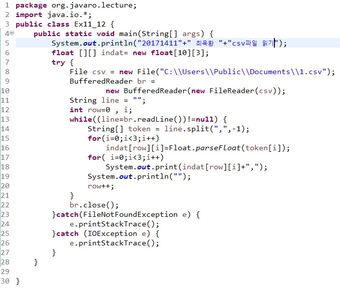 1 package org.javaro.lecture;
2 import java.io.*;
3 public class Ex11_12 {
4 public static void main(String[] args) {
5 System.out.println("20171411"+" 최목환 "+"csv파일 읽기");
6 float [][] indat= new float[10][3];
7 try {
8 File csv = new File("C:\\Users\\Public\\Documents\\1.csv");
9 BufferedReader br =
10 new BufferedReader(new FileReader(csv));
11 String line = "";
12 int row=0 , i;
13 while((line=br.readLine())!=null) {
14 String[] token = line.split(",",-1);
15 for(i=0;i<3;i++)
16 indat[row][i]=Float.parseFloat(token[i]);
17 for( i=0;i<3;i++)
18 System.out.print(indat[row][i]+",");
19 System.out.println("");
20 row++;
21 }
22 br.close();
23 }catch(FileNotFoundException e) {
24 e.printStackTrace();
25 }catch (IOException e) {
26 e.printStackTrace();
27 }
28 }
29
30 }